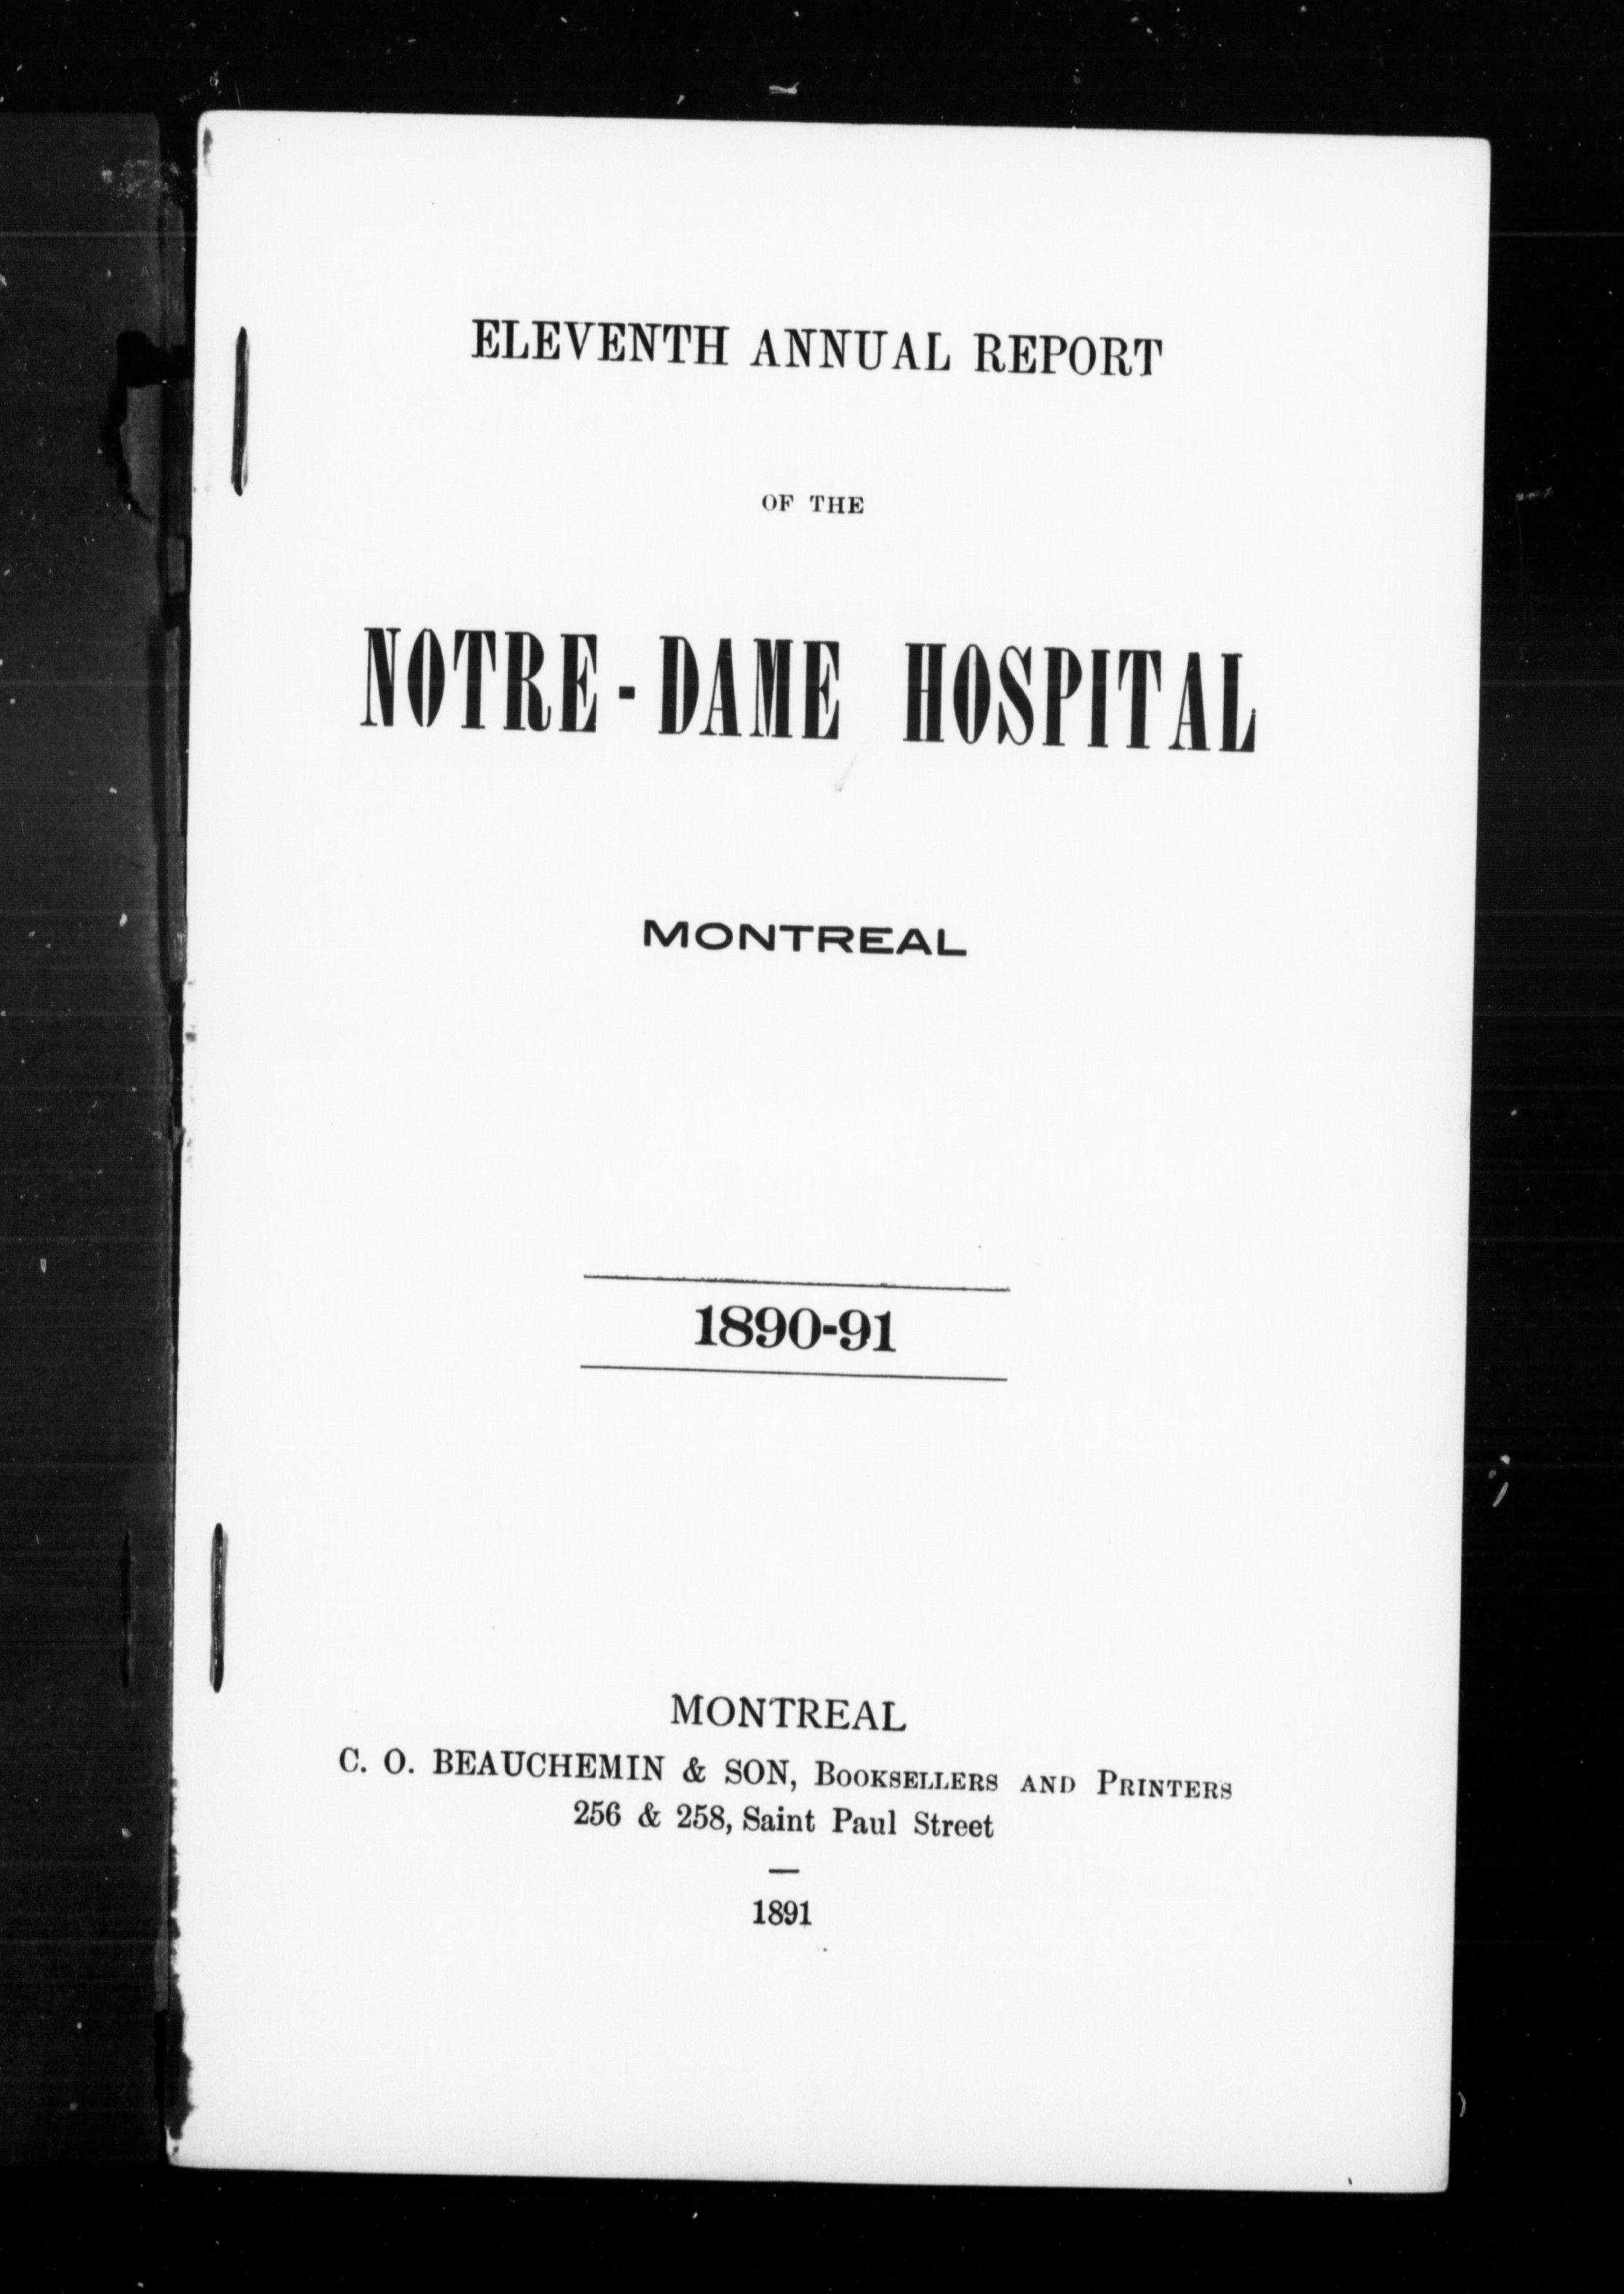 ELEVENTH ANNUAL REPORT
OF THE
NOTRE-DAME HOSPITAL
MONTREAL
1890-91
MONTREAL
C. O. BEAUCHEMIN & SON, BOOKSELLERS AND PRINTERS
256 & 258, Saint Paul Street
1891